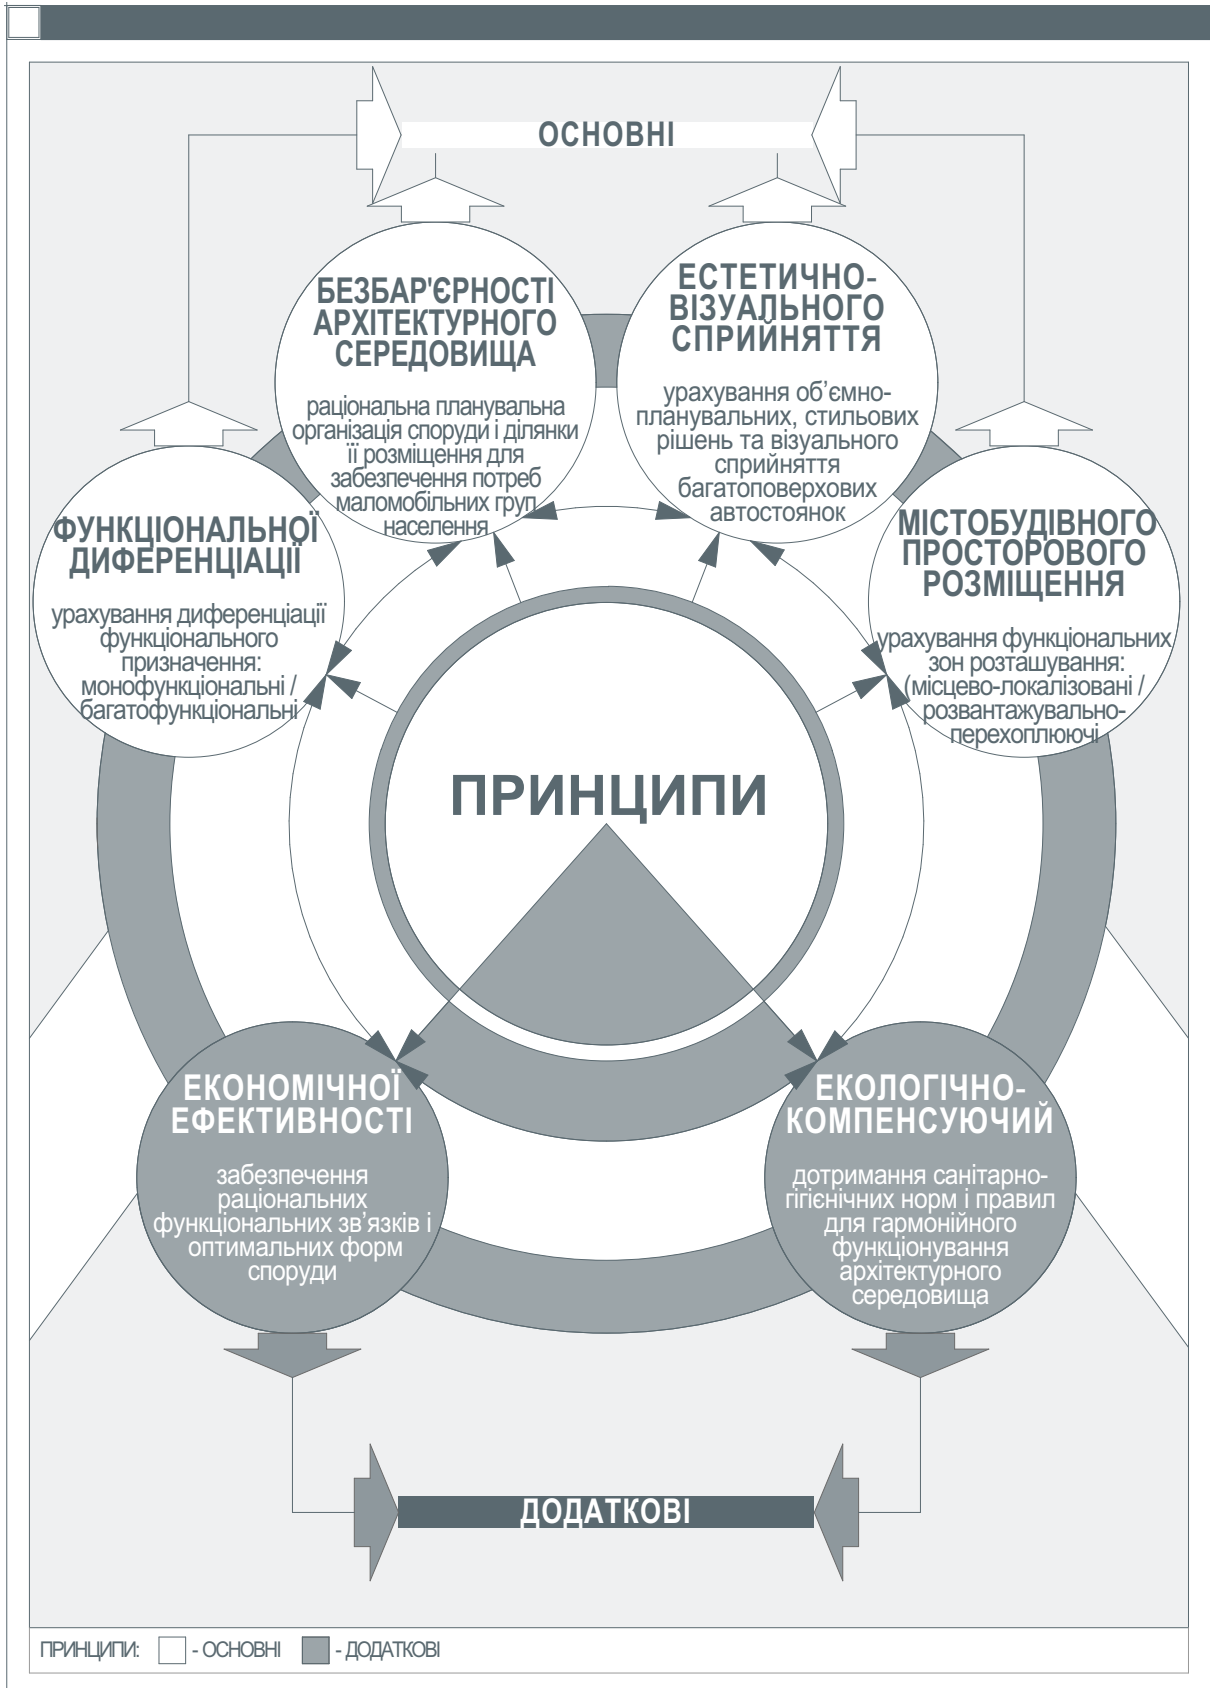 ОСНОВНІ
БЕЗБАР'ЄРНОСТІ
АРХІТЕКТУРНОГО
СЕРЕДОВИЩА
раціональна планувальна
організація споруди і ділянки
її розміщення для
забезпечення потреб
маломобільних груп
населення
ЕСТЕТИЧНО-
ВІЗУАЛЬНОГО
СПРИЙНЯТТЯ
урахування об’ємно-
планувальних, стильових
рішень та візуального
сприйняття
багатоповерхових
автостоянок
ФУНКЦІОНАЛЬНОЇ
ДИФЕРЕНЦІАЦІЇ
урахування диференціації
функціонального
призначення:
монофункціональні /
багатофункціональні
МІСТОБУДІВНОГО
ПРОСТОРОВОГО
РОЗМІЩЕННЯ
урахування функціональних
зон розташування:
(місцево-локалізовані /
розвантажувально-
перехоплюючі
ПРИНЦИПИ
ЕКОНОМІЧНОЇ
ЕФЕКТИВНОСТІ
забезпечення
раціональних
функціональних зв’язків і
оптимальних форм
споруди
ЕКОЛОГІЧНО-
КОМПЕНСУЮЧИЙ
дотримання санітарно-
гігієнічних норм і правил
для гармонійного
функціонування
архітектурного
середовища
ДОДАТКОВІ
ПРИНЦИПИ: - ОСНОВНІ - ДОДАТКОВІ